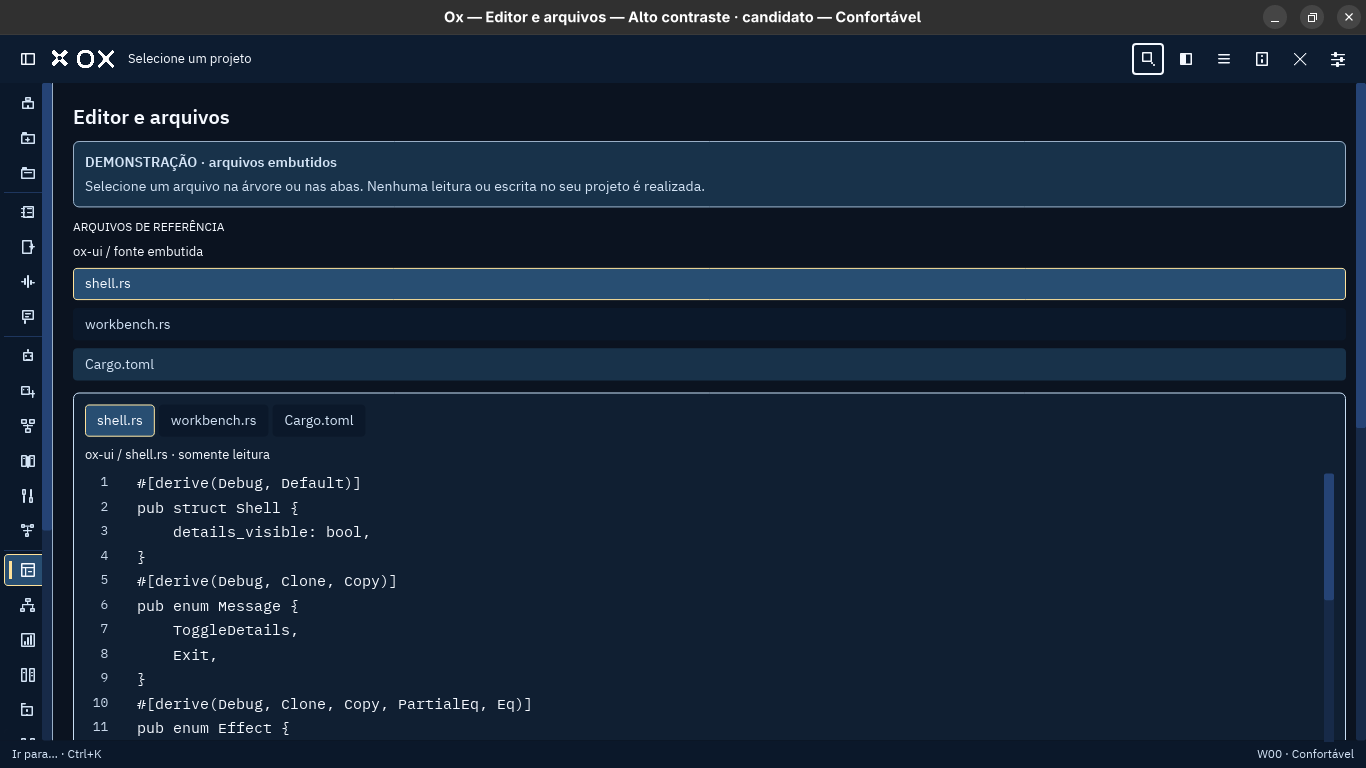 Ox — Editor e arquivos — Alto contraste · candidato — Confortável
OX Selecione um projeto
Editor e arquivos
DEMONSTRAÇÃO · arquivos embutidos
Selecione um arquivo na árvore ou nas abas. Nenhuma leitura ou escrita no seu projeto é realizada.
ARQUIVOS DE REFERÊNCIA
ox-ui / fonte embutida
shell.rs
workbench.rs
Cargo.toml
shell.rs workbench.rs Cargo.toml
ox-ui / shell.rs · somente leitura
1 #[derive(Debug, Default)]
2 pub struct Shell {
3     details_visible: bool,
4 }
5 #[derive(Debug, Clone, Copy)]
6 pub enum Message {
7     ToggleDetails,
8     Exit,
9 }
10 #[derive(Debug, Clone, Copy, PartialEq, Eq)]
11 pub enum Effect {
Ir para... · Ctrl+K
W00 · Confortável